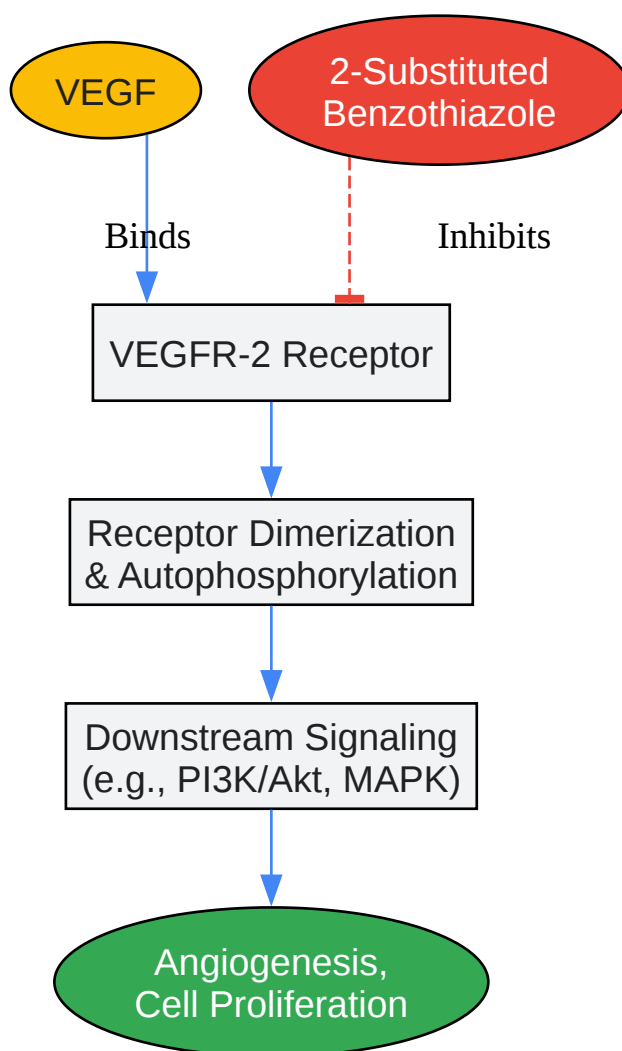 VEGF
2-Substituted
Benzothiazole
Binds
Inhibits
VEGFR-2 Receptor
Receptor Dimerization
& Autophosphorylation
Downstream Signaling
(e.g., PI3K/Akt, MAPK)
Angiogenesis,
Cell Proliferation